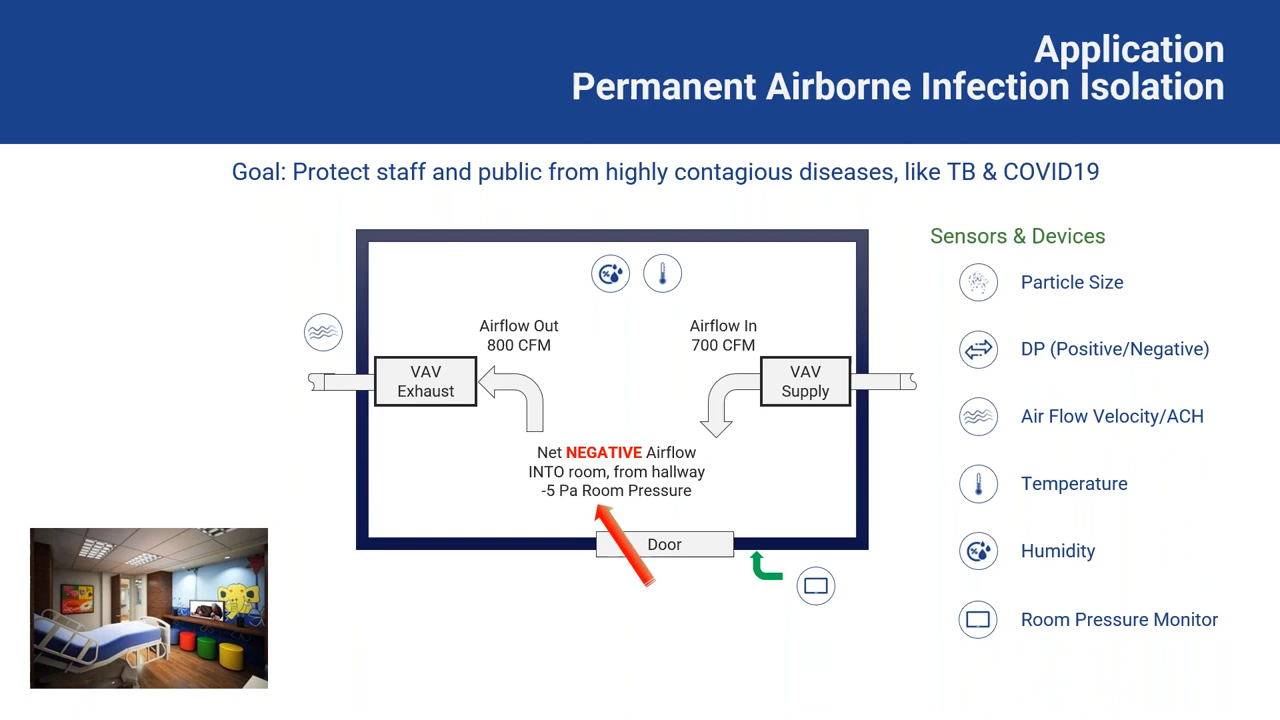 Application
Permanent Airborne Infection Isolation
Goal: Protect staff and public from highly contagious diseases, like TB & COVID19
Sensors & Devices
Particle Size
DP (Positive/Negative)
Air Flow Velocity/ACH
Temperature
Humidity
Room Pressure Monitor
Airflow Out
800 CFM
Airflow In
700 CFM
VAV
Exhaust
VAV
Supply
Net NEGATIVE Airflow
INTO room, from hallway
-5 Pa Room Pressure
Door